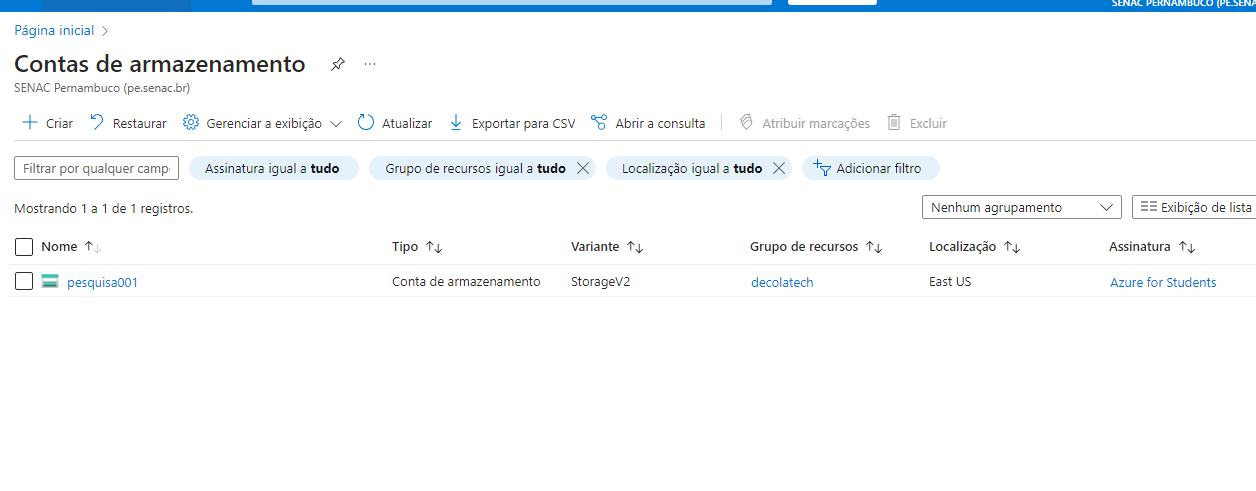 SENAC PERNAMBUCO (PE.SENA
Página inicial
Contas de armazenamento ...
SENAC Pernambuco (pe.senac.br)
Criar Restaurar Gerenciar a exibição Atualizar Exportar para CSV Abrir a consulta Atribuir marcações Excluir
Filtrar por qualquer camp Assinatura igual a tudo Grupo de recursos igual a tudo Localização igual a tudo Adicionar filtro
Mostrando 1 a 1 de 1 registros. Nenhum agrupamento Exibição de lista
Nome Tipo Variante Grupo de recursos Localização Assinatura
pesquisa001 Conta de armazenamento StorageV2 decolatech East US Azure for Students